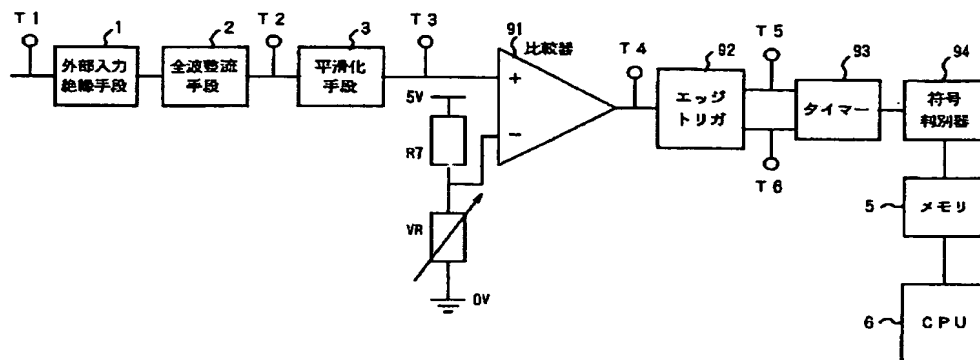 T1
1
外部入力
絶縁手段
2
全波整流
手段
T2
3
平滑化
手段
T3
91
比較器
+
−
5V
R7
VR
0V
T4
92
エッジ
トリガ
T5
T6
93
タイマー
94
符号
判別器
5
メモリ
6
CPU